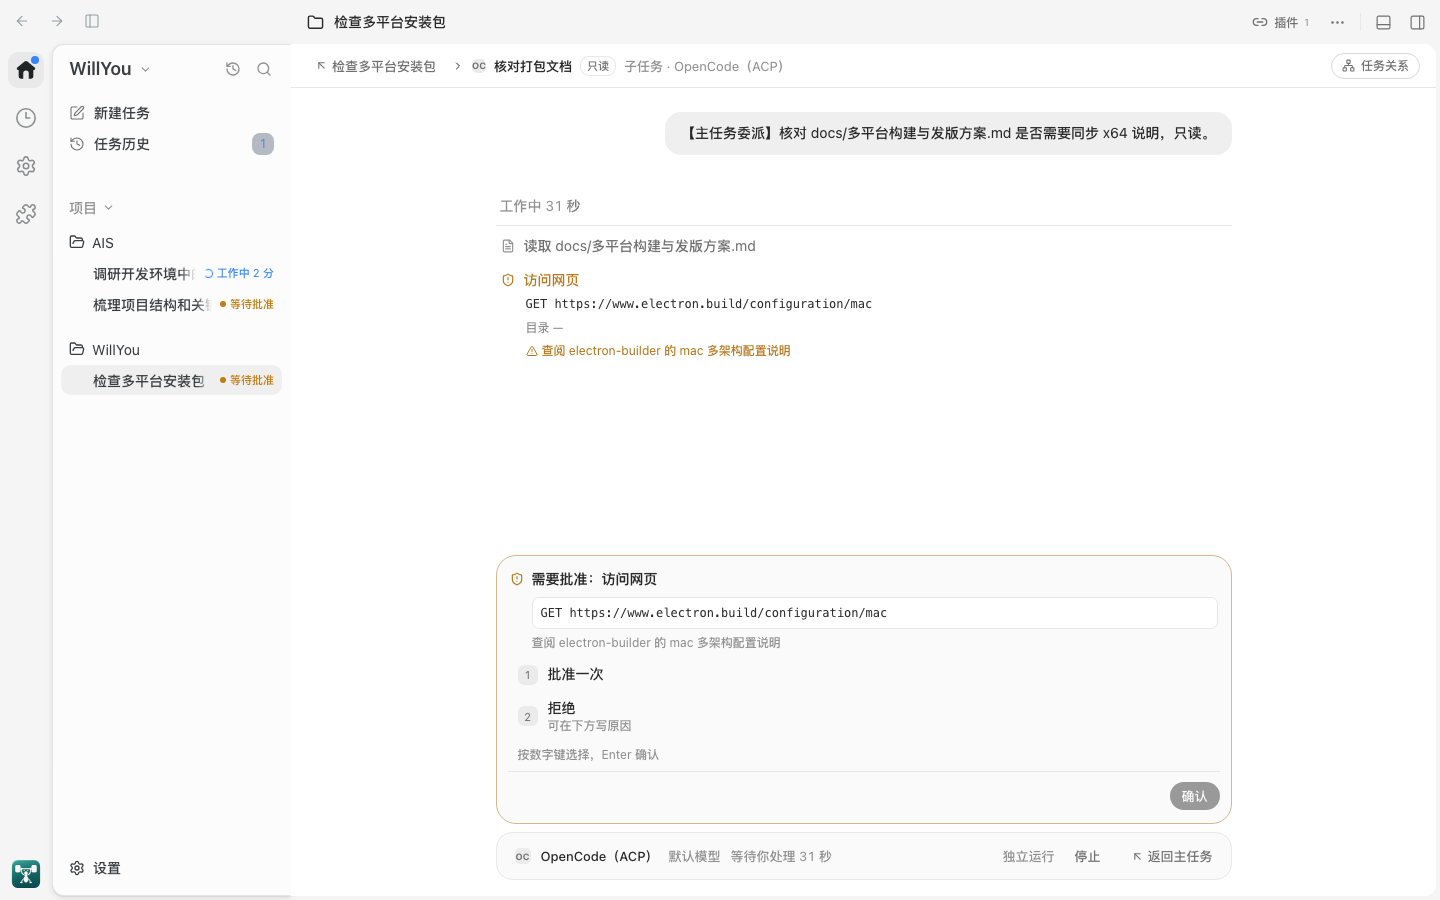 检查多平台安装包
插件 1
WillYou
新建任务
任务历史 1
项目
AIS
调研开发环境中 工作中 2 分
梳理项目结构和关 等待批准
WillYou
检查多平台安装包 等待批准
设置
检查多平台安装包 OC 核对打包文档 只读 子任务 · OpenCode（ACP） 任务关系
【主任务委派】核对 docs/多平台构建与发版方案.md 是否需要同步 x64 说明，只读。
工作中 31 秒
读取 docs/多平台构建与发版方案.md
访问网页
GET https://www.electron.build/configuration/mac
目录 —
查阅 electron-builder 的 mac 多架构配置说明
需要批准：访问网页
GET https://www.electron.build/configuration/mac
查阅 electron-builder 的 mac 多架构配置说明
1 批准一次
2 拒绝
可在下方写原因
按数字键选择，Enter 确认
确认
OC OpenCode（ACP） 默认模型 等待你处理 31 秒 独立运行 停止 返回主任务